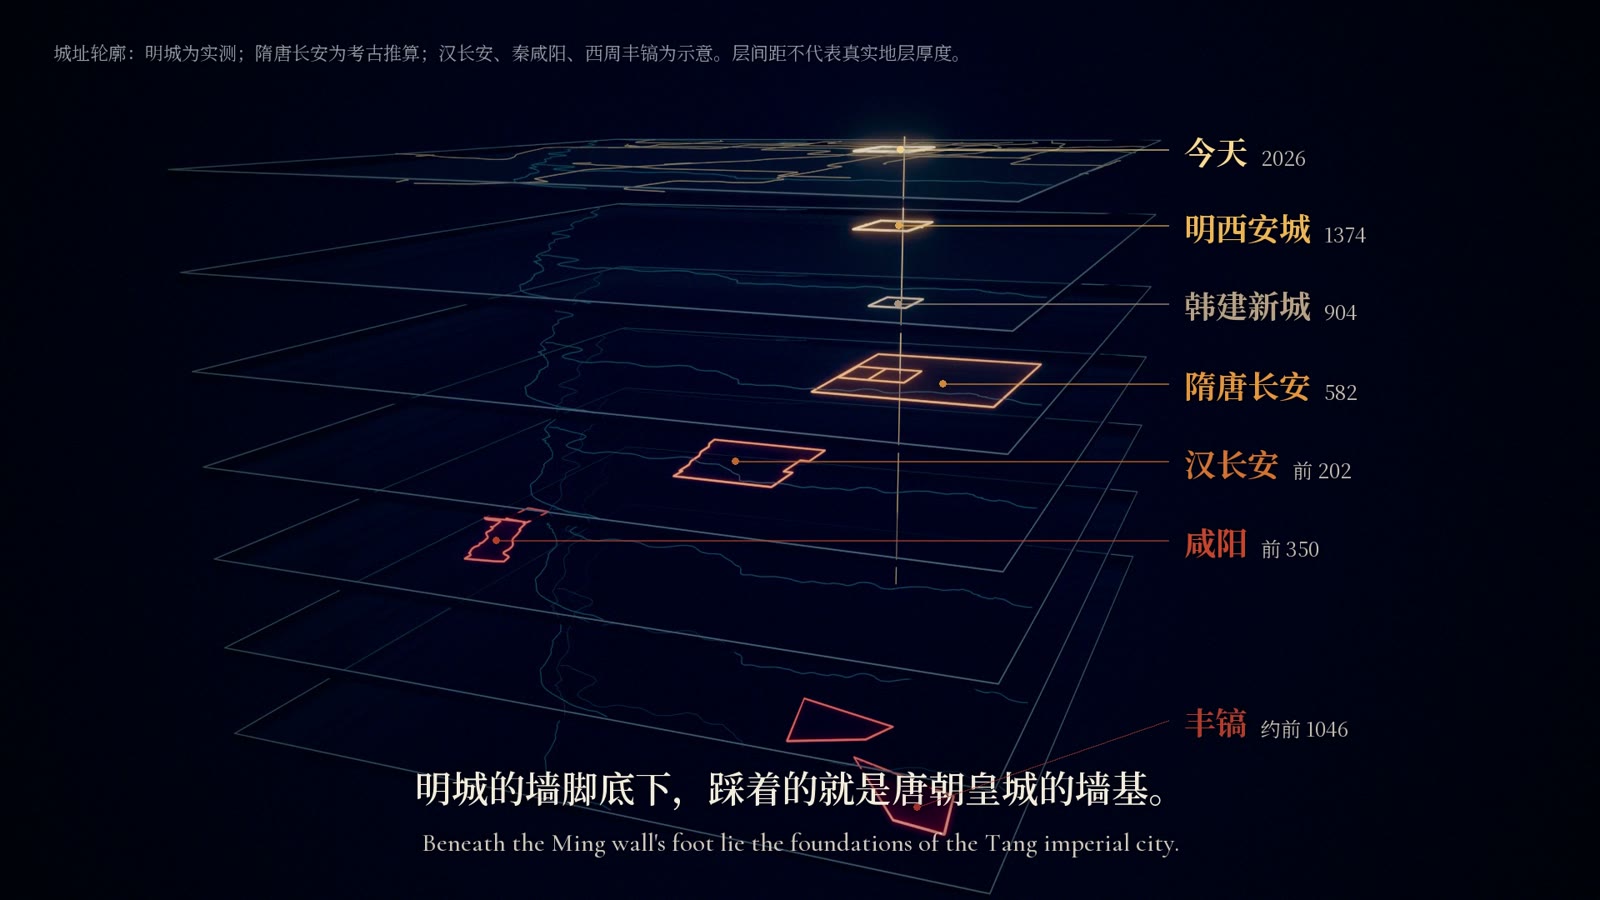 城址轮廓：明城为实测；隋唐长安为考古推算；汉长安、秦咸阳、西周丰镐为示意。层间距不代表真实地层厚度。
今天 2026
明西安城 1374
韩建新城 904
隋唐长安 582
汉长安 前 202
咸阳 前 350
丰镐 约前 1046
明城的墙脚底下，踩着的就是唐朝皇城的墙基。
Beneath the Ming wall's foot lie the foundations of the Tang imperial city.